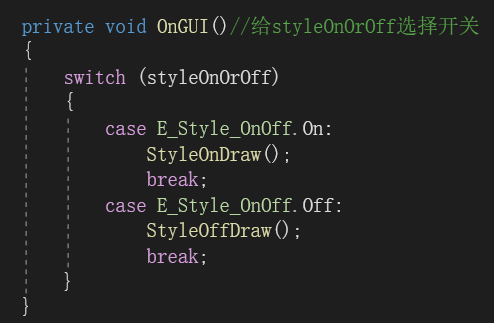 private void OnGUI()//给styleOnOrOff选择开关
{
    switch (styleOnOrOff)
    {
        case E_Style_OnOff.On:
            StyleOnDraw();
            break;
        case E_Style_OnOff.Off:
            StyleOffDraw();
            break;
    }
}